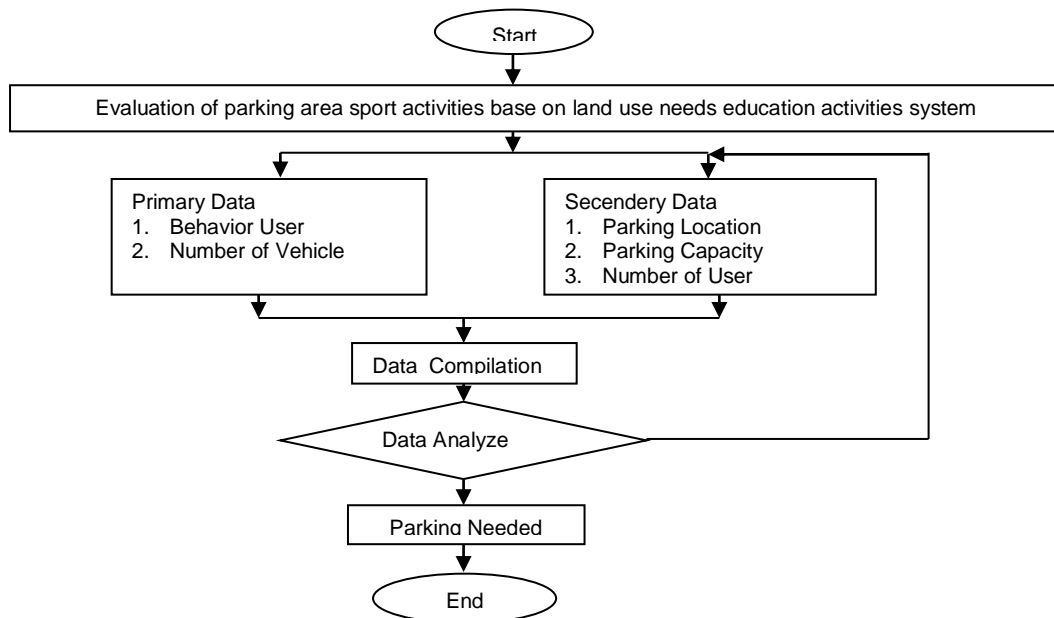 Start
Evaluation of parking area sport activities base on land use needs education activities system
Primary Data
1. Behavior User
2. Number of Vehicle
Secendery Data
1. Parking Location
2. Parking Capacity
3. Number of User
Data Compilation
Data Analyze
Parking Needed
End